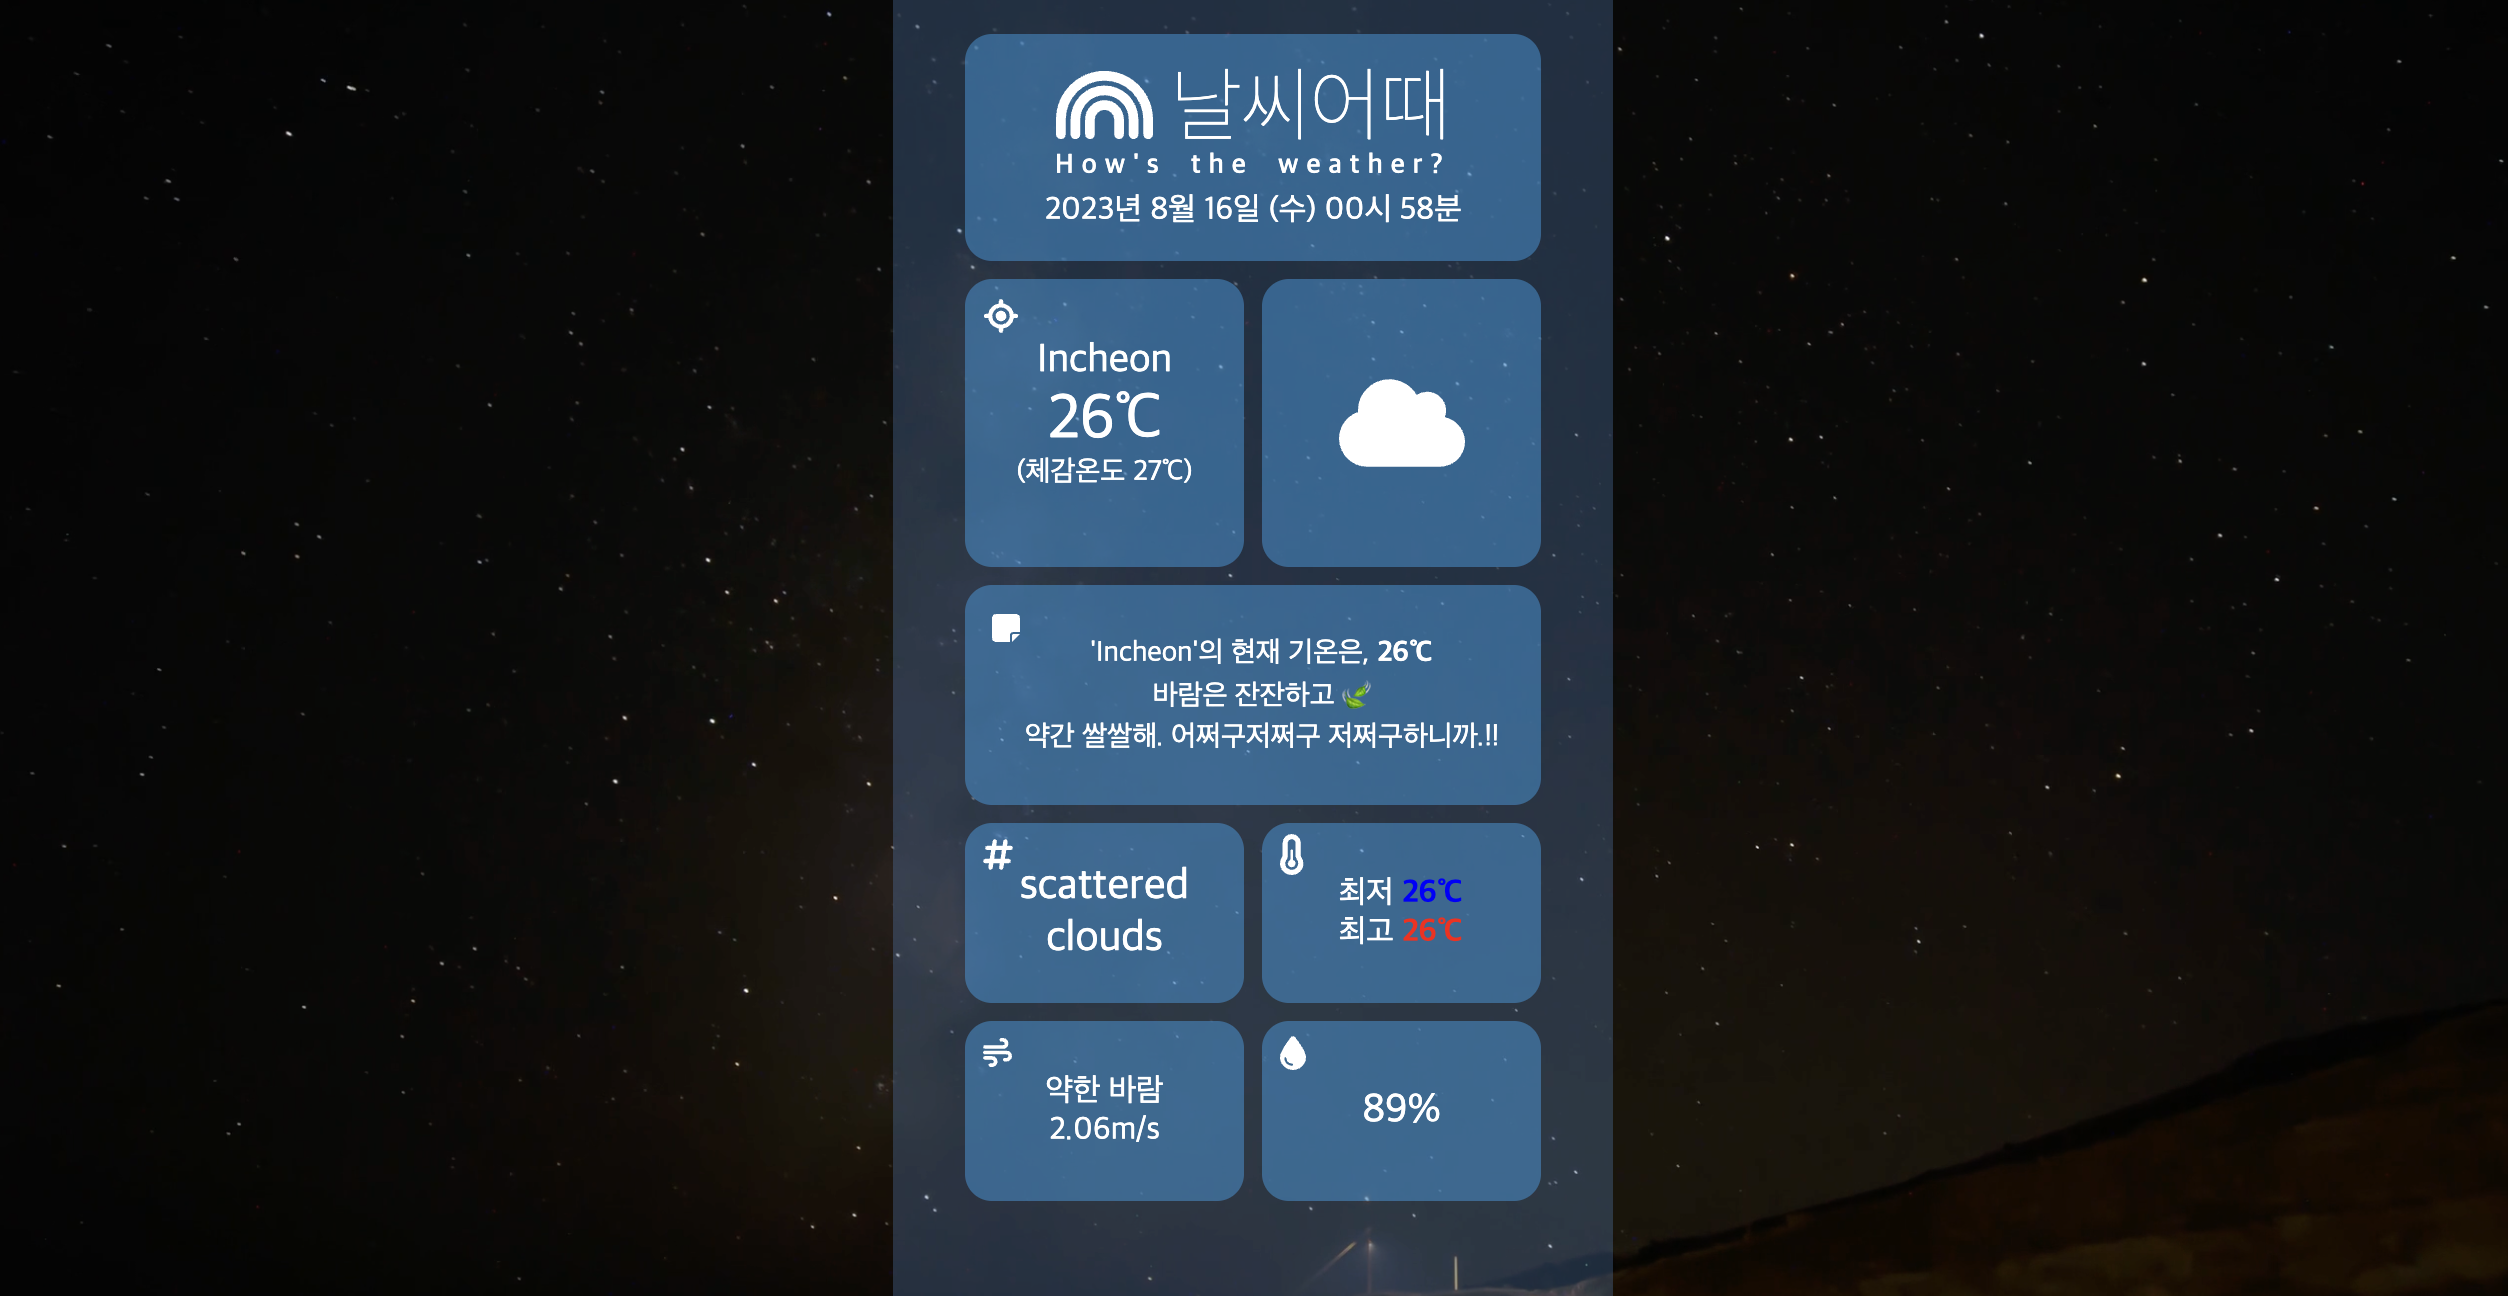 날씨어때
How's the weather?
2023년 8월 16일 (수) 00시 58분
Incheon
26℃
(체감온도 27℃)
'Incheon'의 현재 기온은, 26℃
바람은 잔잔하고 🍃
약간 쌀쌀해. 어쩌구저쩌구 저쩌구하니까.!!
scattered
clouds
최저 26℃
최고 26℃
약한 바람
2.06m/s
89%